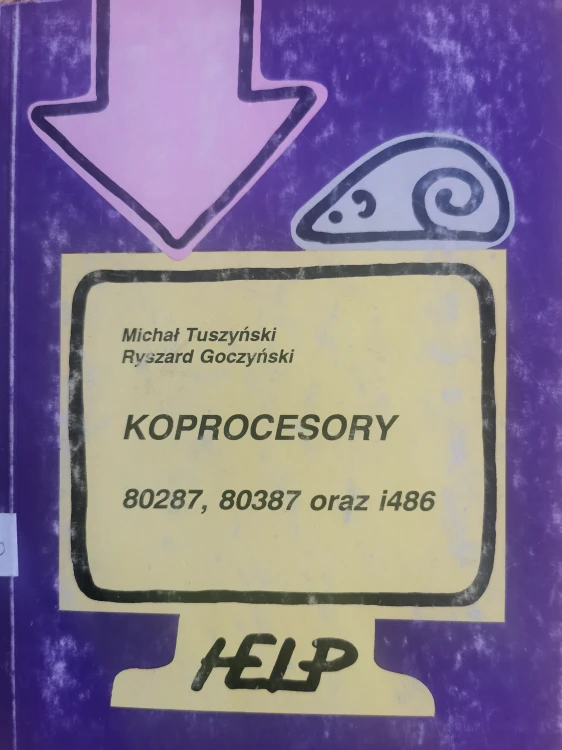 Michał Tuszyński
Ryszard Goczyński
KOPROCESORY
80287, 80387 oraz i486
HELP